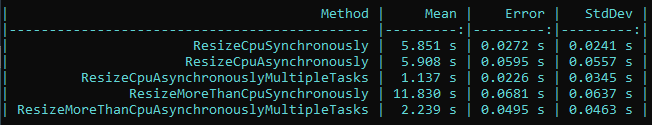 | Method | Mean | Error | StdDev |
|-------------------------------------------- |---------:|---------:|---------:|
| ResizeCpuSynchronously | 5.851 s | 0.0272 s | 0.0241 s |
| ResizeCpuAsynchronously | 5.908 s | 0.0595 s | 0.0557 s |
| ResizeCpuAsynchronouslyMultipleTasks | 1.137 s | 0.0226 s | 0.0345 s |
| ResizeMoreThanCpuSynchronously | 11.830 s | 0.0681 s | 0.0637 s |
| ResizeMoreThanCpuAsynchronouslyMultipleTasks | 2.239 s | 0.0495 s | 0.0463 s |